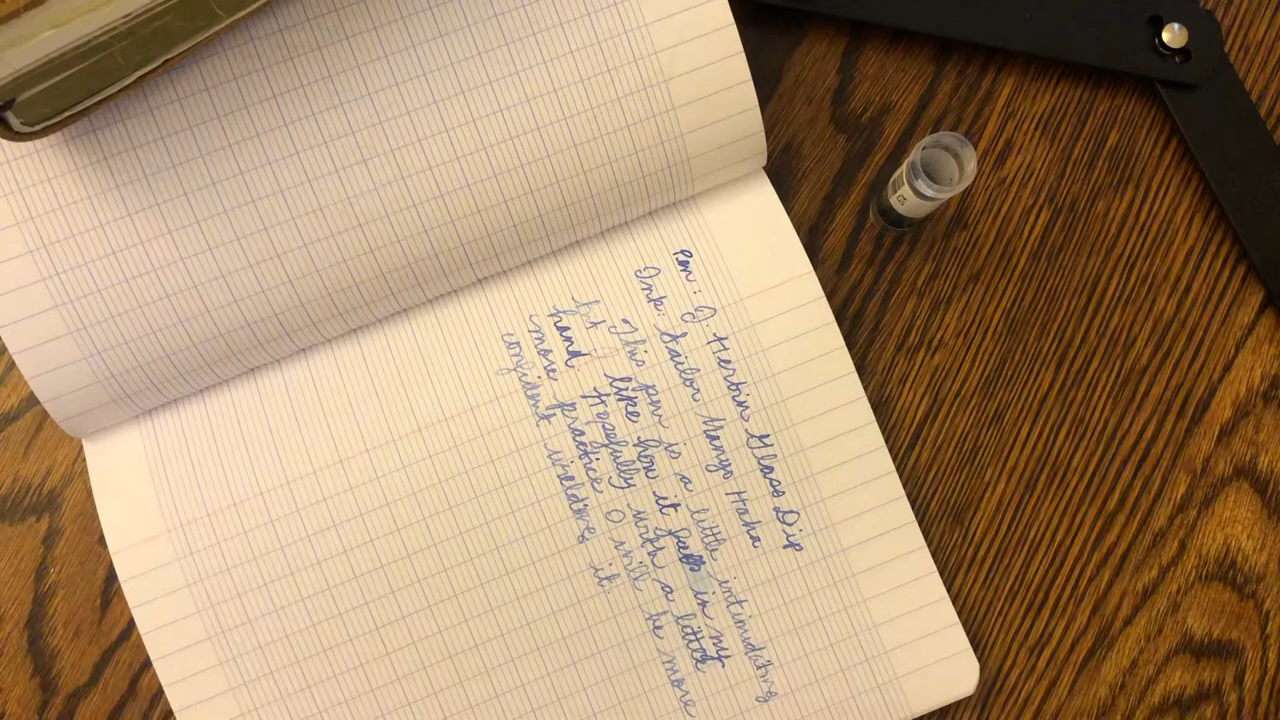 Pen: J. Herbin Glass Dip
Ink: Sailor Manyo Haha
This pen is a little intimidating
but I like how it feels in my
hand. Hopefully with a little
more practice I will be more
confident wielding it.